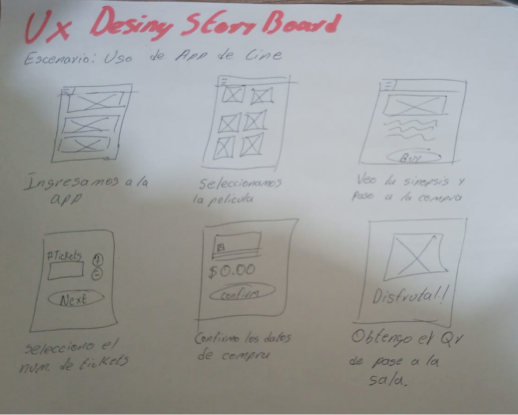 Ux Desing Story Board
Escenario: Uso de App de Cine
Ingresamos a la
app
Seleccionamos
la pelicula
Buy
Veo la sinopsis y
paso a la compra
#Tickets
Next
Selecciono el
num. de tickets
$0.00
Confirm
Confirmo los datos
de compra
Disfruta!!
Obtengo el Qr
de pase a la
sala.